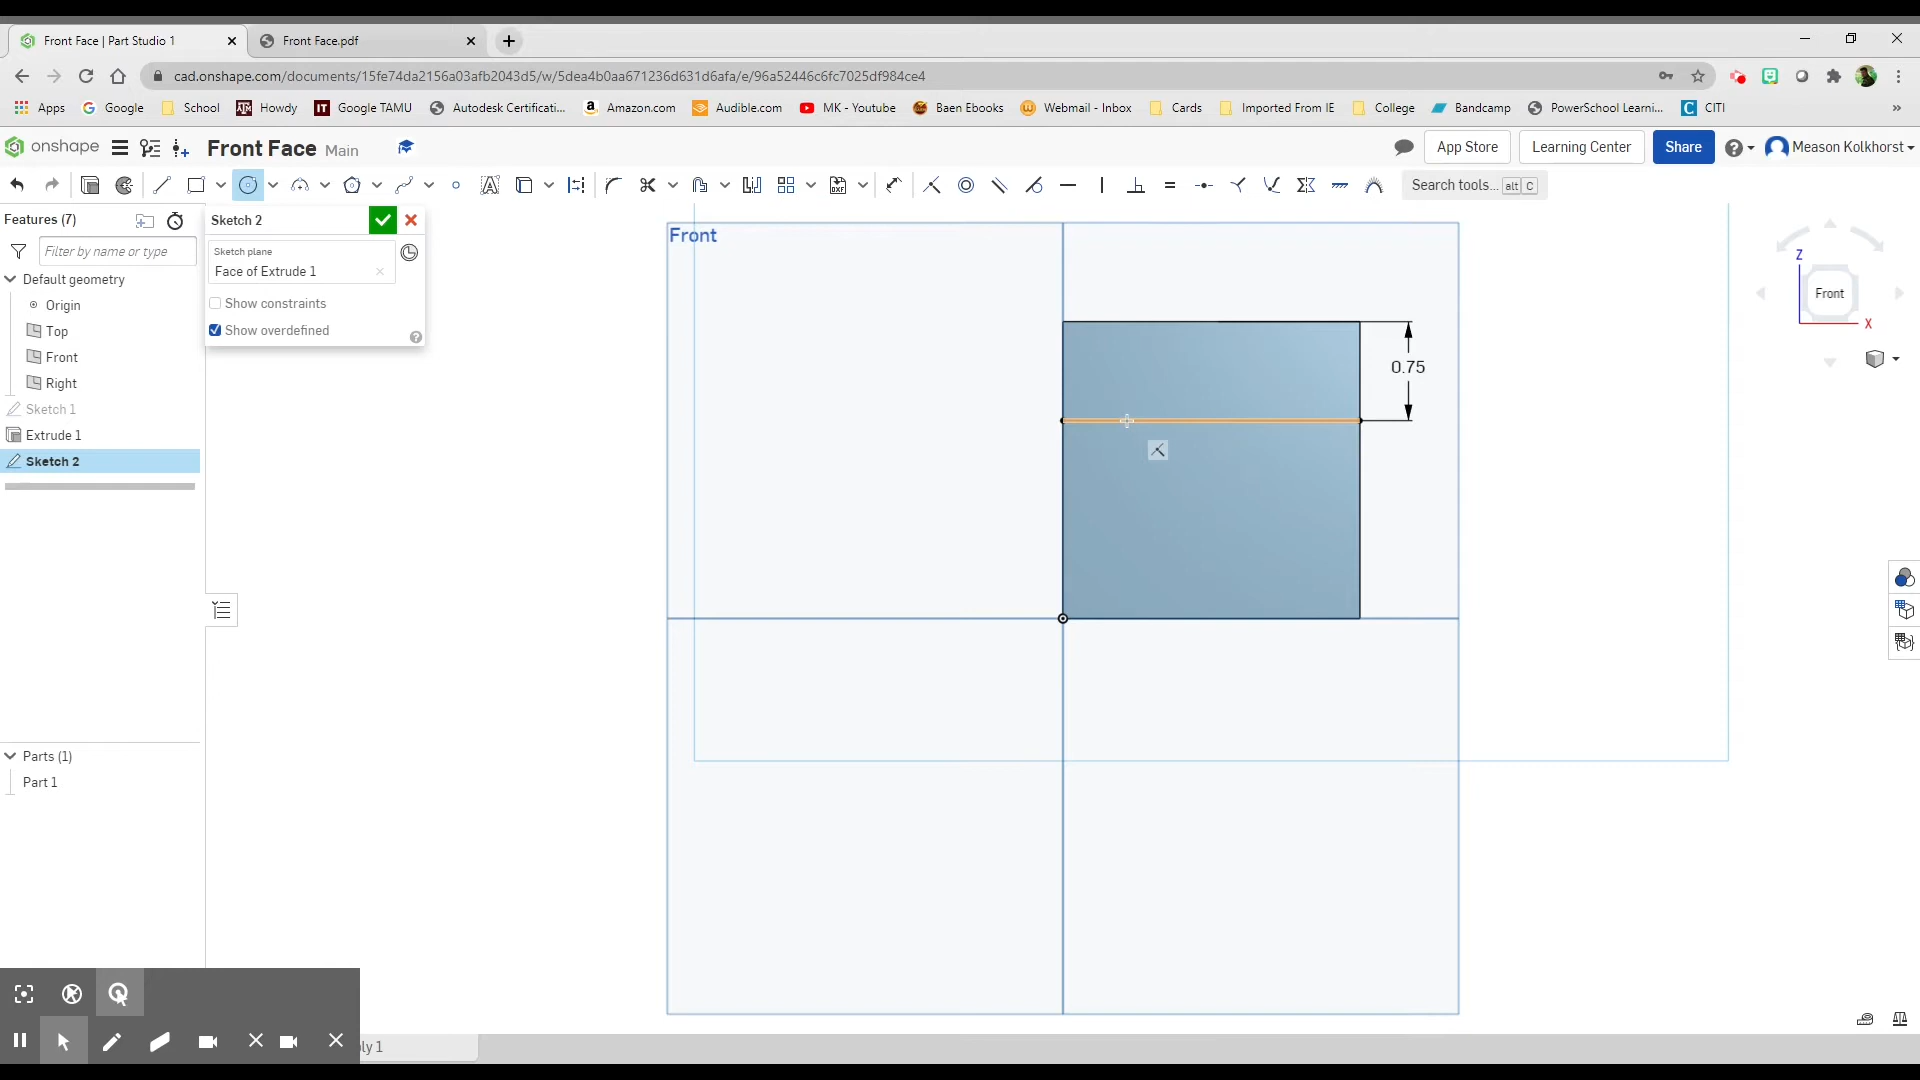 Front Face | Part Studio 1
Front Face.pdf
cad.onshape.com/documents/15fe74da2156a03afb2043d5/w/5dea4b0aa671236d631d6afa/e/96a52446c6fc7025df984ce4
Apps Google School Howdy Google TAMU Autodesk Certificati... Amazon.com Audible.com MK - Youtube Baen Ebooks Webmail - Inbox Cards Imported From IE College Bandcamp PowerSchool Learni... CITI »
onshape Front Face Main App Store Learning Center Share Meason Kolkhorst
Search tools... alt C
Features (7)
Sketch 2
Filter by name or type
Sketch plane
Face of Extrude 1
Show constraints
Show overdefined
Default geometry
Origin
Top
Front
Right
Sketch 1
Extrude 1
Sketch 2
Parts (1)
Part 1
Front
0.75
Z
Front
X
ly 1